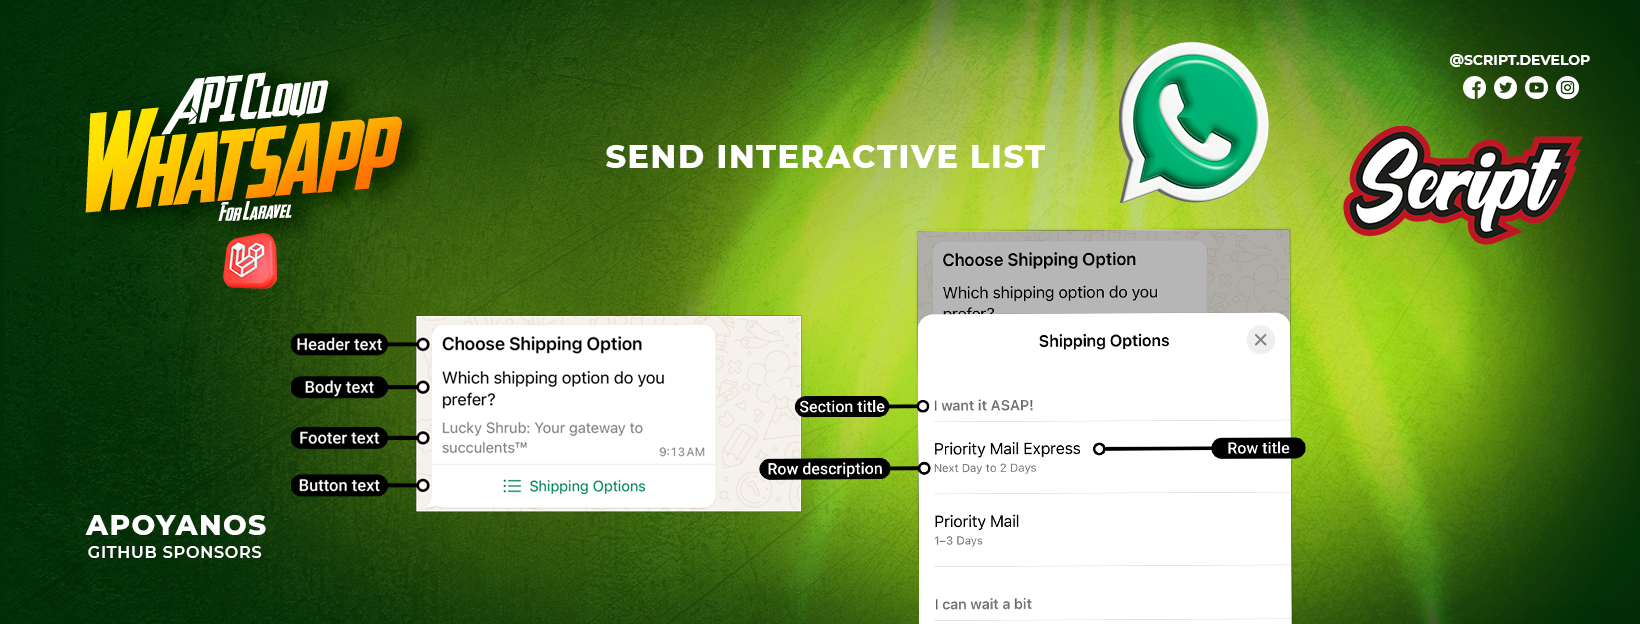 API CLOUD
WHATSAPP
FOR LARAVEL
SEND INTERACTIVE LIST
@SCRIPT.DEVELOP
Script
Header text
Body text
Footer text
Button text
Choose Shipping Option
Which shipping option do you
prefer?
Lucky Shrub: Your gateway to
succulents™
9:13 AM
Shipping Options
Choose Shipping Option
Which shipping option do you
prefer?
Shipping Options
Section title
I want it ASAP!
Priority Mail Express
Row title
Row description
Next Day to 2 Days
Priority Mail
1–3 Days
I can wait a bit
APOYANOS
GITHUB SPONSORS